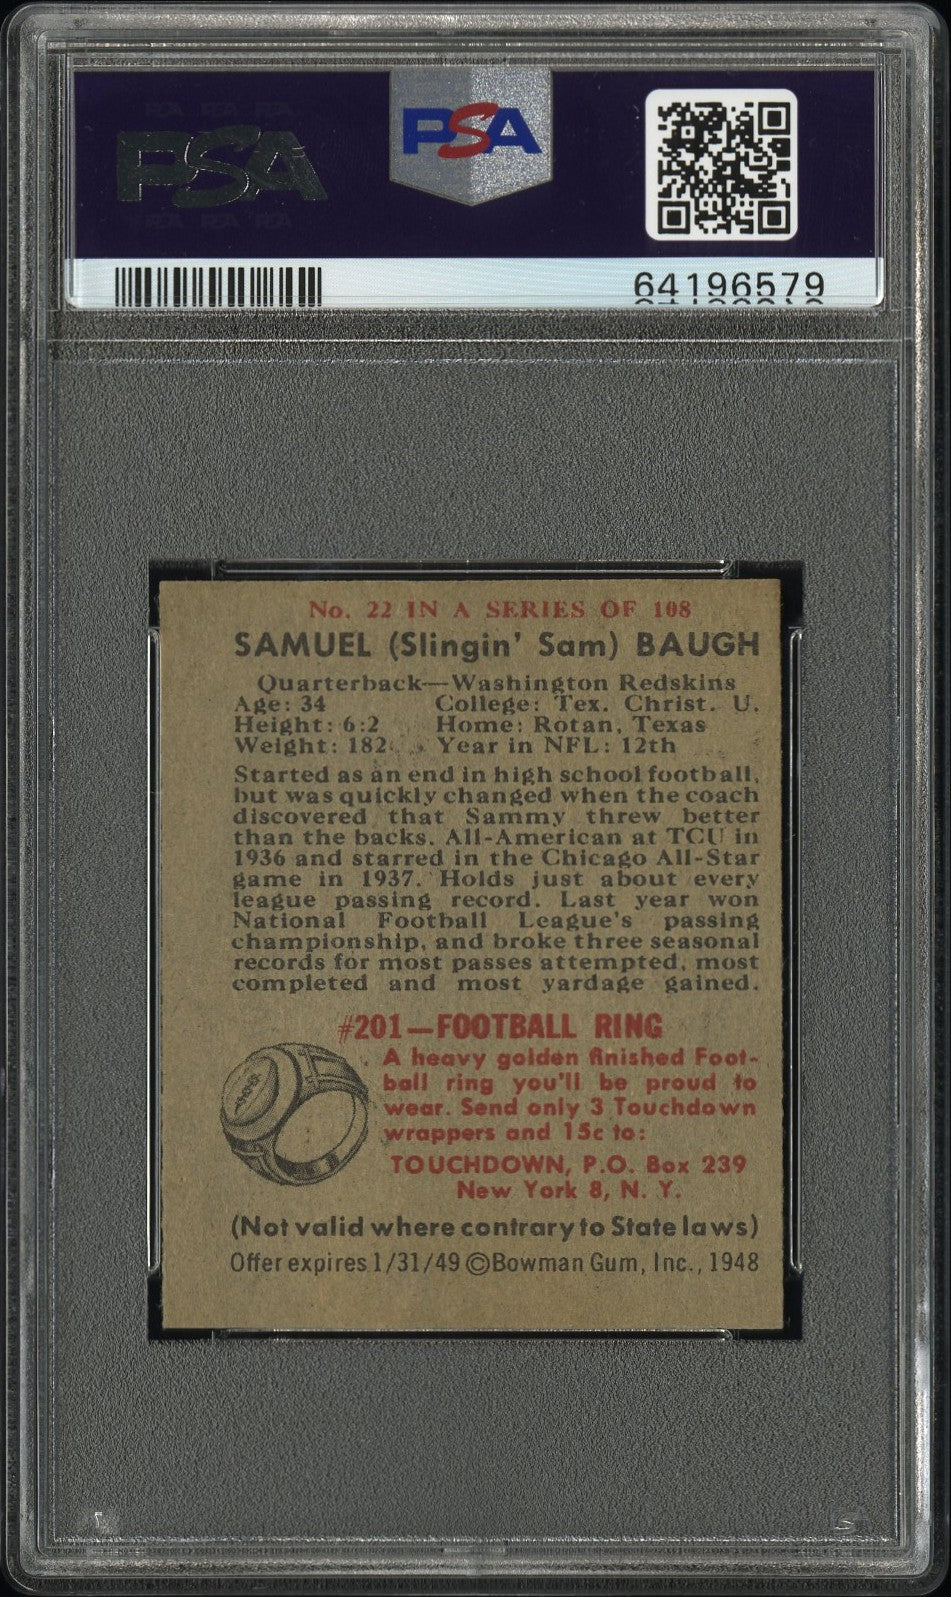 PSA
PSA
64196579
No. 22 IN A SERIES OF 108
SAMUEL (Slingin' Sam) BAUGH
Quarterback—Washington Redskins
Age: 34 College: Tex. Christ. U.
Height: 6:2 Home: Rotan, Texas
Weight: 182 Year in NFL: 12th
Started as an end in high school football,
but was quickly changed when the coach
discovered that Sammy threw better
than the backs. All-American at TCU in
1936 and starred in the Chicago All-Star
game in 1937. Holds just about every
league passing record. Last year won
National Football League's passing
championship, and broke three seasonal
records for most passes attempted, most
completed and most yardage gained.
#201—FOOTBALL RING
A heavy golden finished Foot-
ball ring you'll be proud to
wear. Send only 3 Touchdown
wrappers and 15c to:
TOUCHDOWN, P.O. Box 239
New York 8, N. Y.
(Not valid where contrary to State laws)
Offer expires 1/31/49 ©Bowman Gum, Inc., 1948